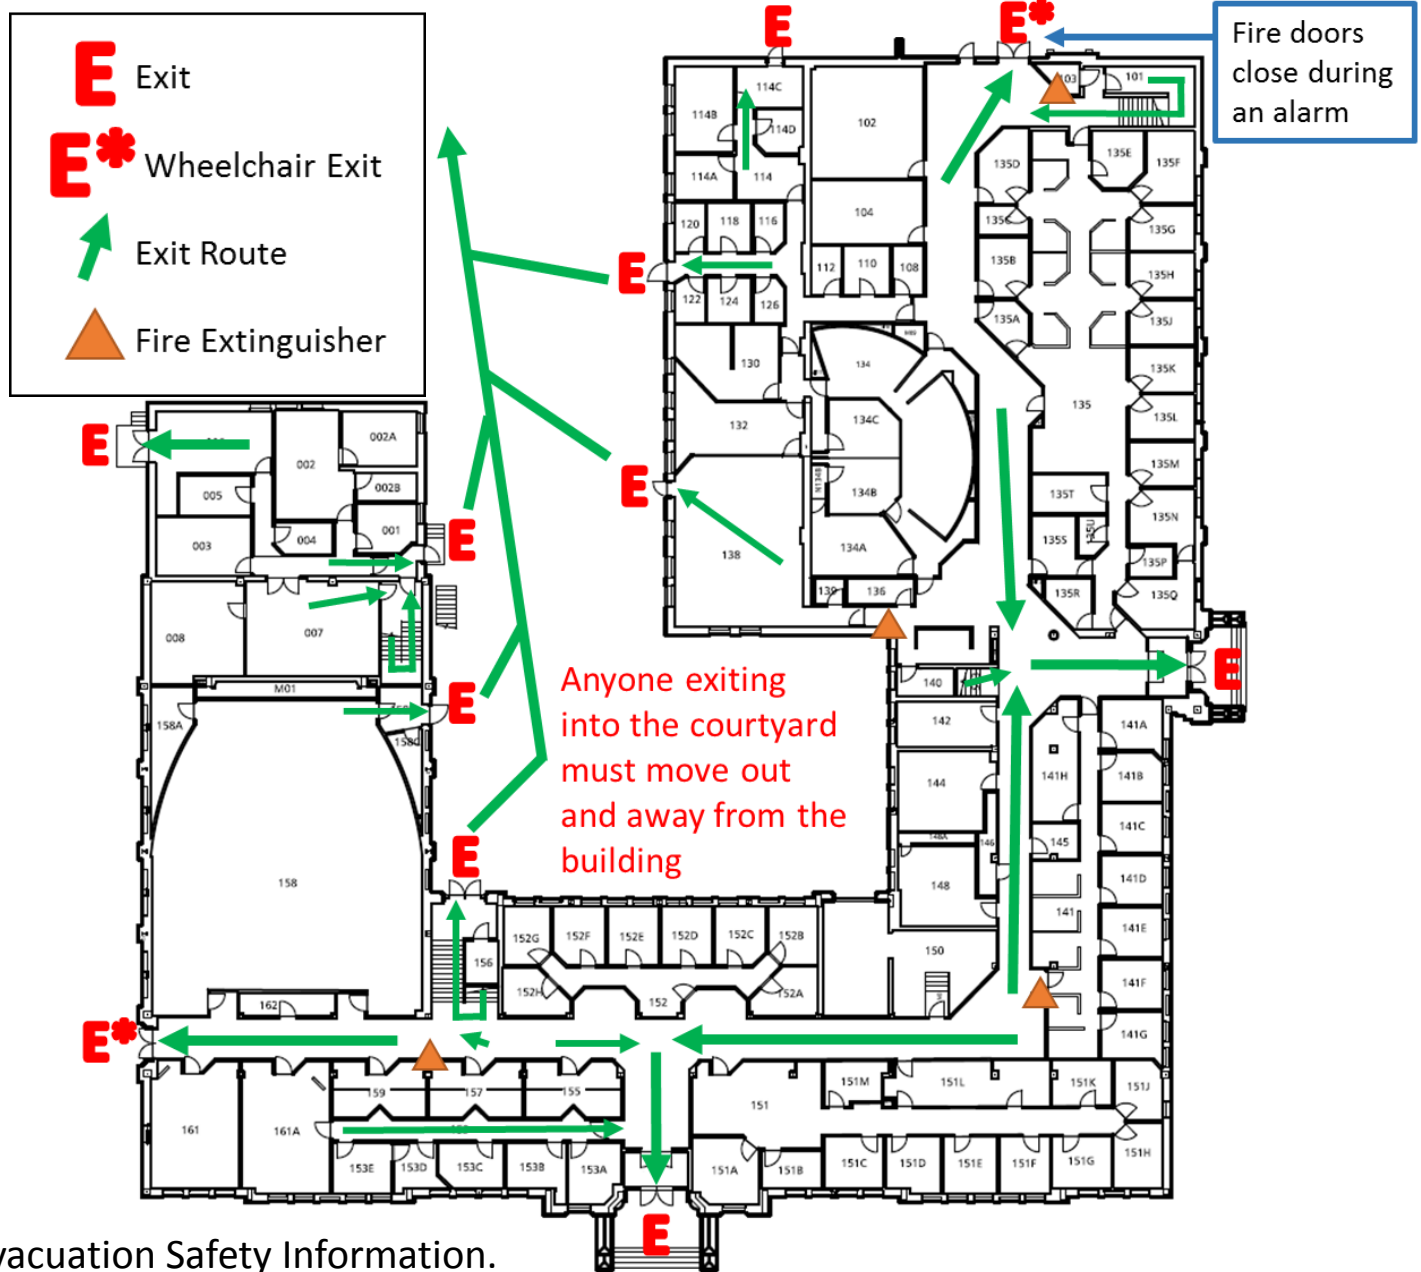 E Exit
E* Wheelchair Exit
Exit Route
Fire Extinguisher
E
E*
Fire doors
close during
an alarm
103
101
114C
114B
114D
102
135E
135F
135D
114A
114
104
120
118
116
135C
135G
E
112
110
108
135B
135H
122
124
126
135A
135J
130
134
135K
132
134C
135
135L
E
002A
002
135M
E
002B
005
N134B
134B
135T
135N
001
003
004
E
138
134A
135S
135U
135P
139
136
135R
135Q
008
007
140
E
M01
158A
E
158C
Anyone exiting
into the courtyard
must move out
and away from the
building
142
141A
144
141H
141B
148A
146
145
141C
E
158
148
141D
141
141E
152G
152F
152E
152D
152C
152B
150
156
141F
152H
152
152A
162
E*
141G
159
157
155
151M
151L
151K
151J
161
161A
151
153E
153D
153C
153B
153A
151A
151B
151C
151D
151E
151F
151G
151H
E
vacuation Safety Information.